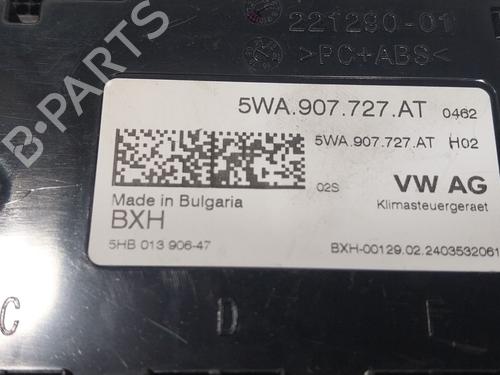 221290-01
>PC+ABS<
5WA.907.727.AT 0462
5WA.907.727.AT H02
02S VW AG
Made in Bulgaria
Klimasteuergeraet
BXH
5HB 013 906-47
BXH-00129.02.2403532061
C D E
B-PARTS